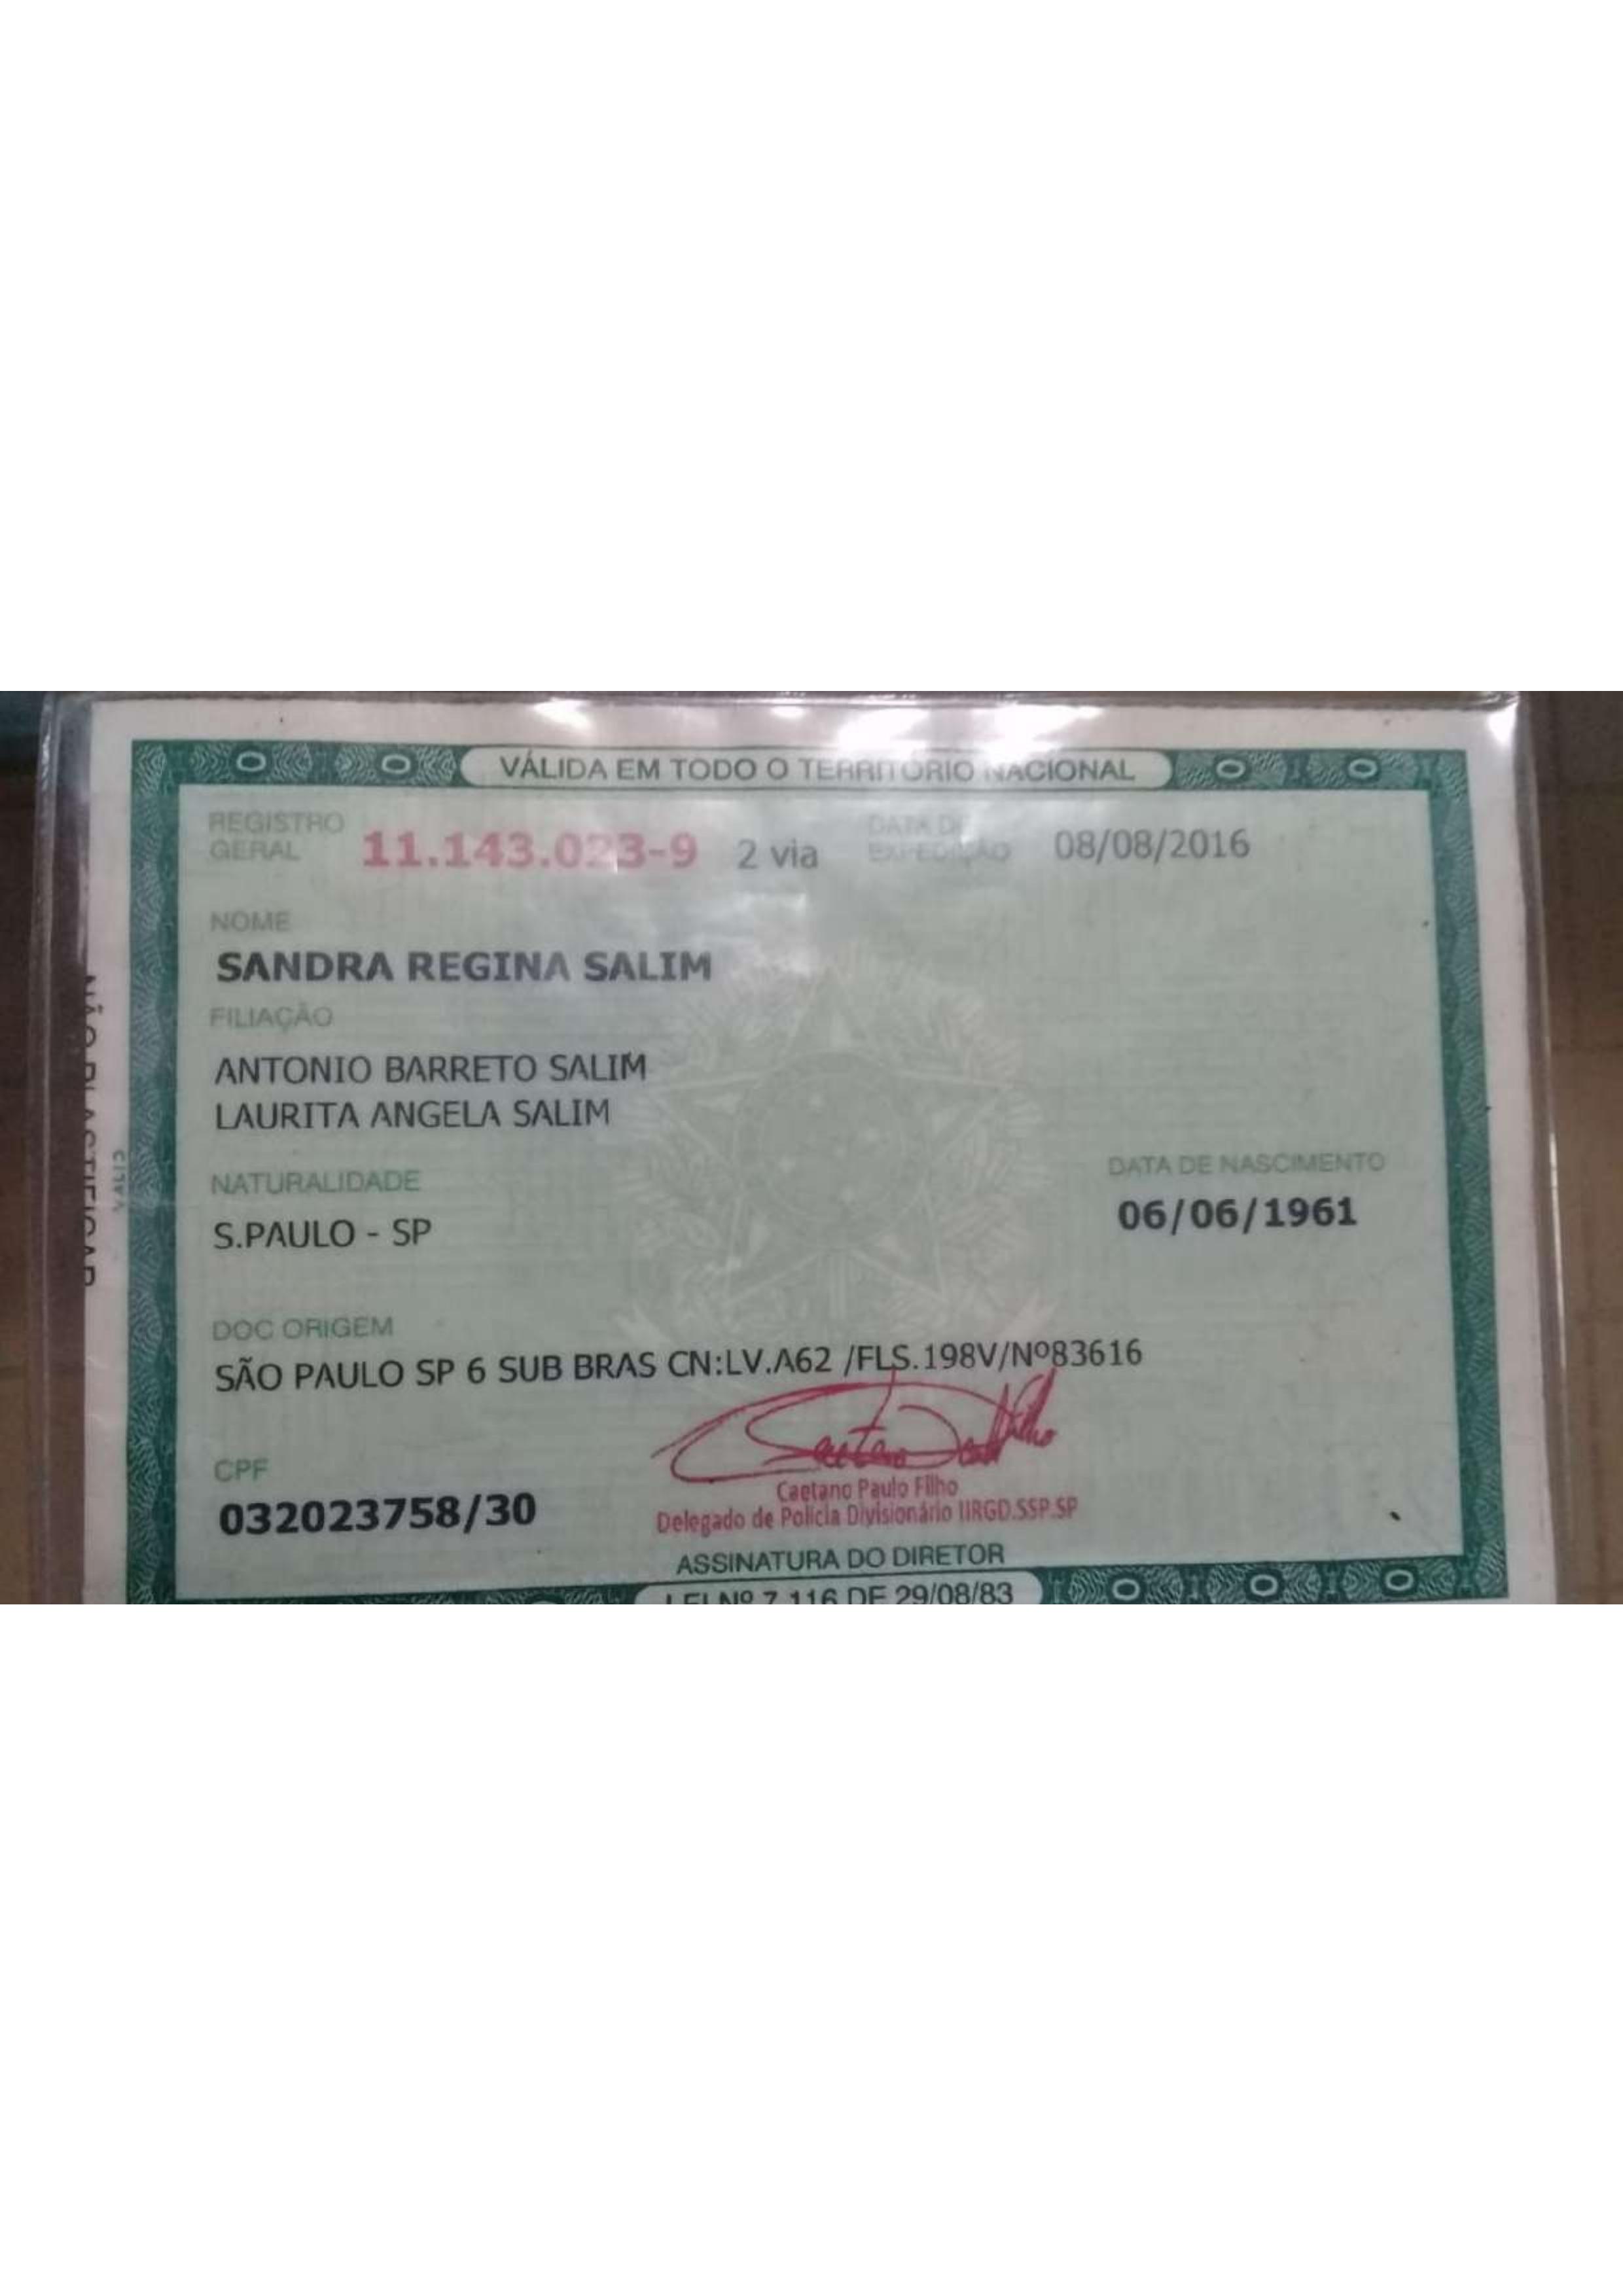 VÁLIDA EM TODO O TERRITÓRIO NACIONAL
REGISTRO GERAL 11.143.023-9 2 via DATA DE EXPEDIÇÃO 08/08/2016
NOME
SANDRA REGINA SALIM
FILIAÇÃO
ANTONIO BARRETO SALIM
LAURITA ANGELA SALIM
NATURALIDADE
S.PAULO - SP
DATA DE NASCIMENTO
06/06/1961
DOC ORIGEM
SÃO PAULO SP 6 SUB BRAS CN:LV.A62 /FLS.198V/Nº83616
CPF
032023758/30
Caetano Paulo Filho
Delegado de Polícia Divisionário IIRGD.SSP.SP
ASSINATURA DO DIRETOR
LEI Nº 7.116 DE 29/08/83
NÃO PLASTIFICAR